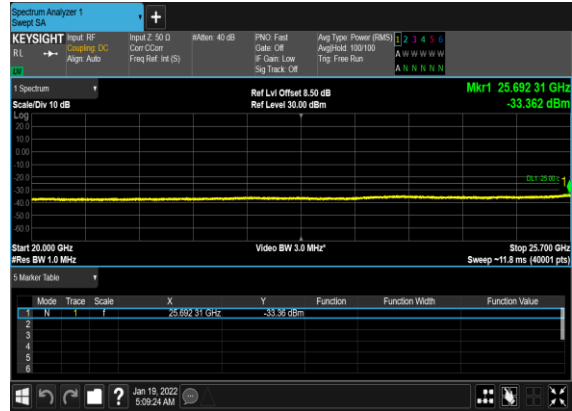 Spectrum Analyzer 1
Swept SA
+
KEYSIGHT Input: RF Input Z: 50 Ω #Atten: 40 dB PNO: Fast Avg Type: Power (RMS) 1 2 3 4 5 6
RL Coupling: DC Corr CCorr Gate: Off Avg|Hold: 100/100 A W W W W W
Align: Auto Freq Ref: Int (S) IF Gain: Low Trig: Free Run
Sig Track: Off A N N N N N
1 Spectrum Ref Lvl Offset 8.50 dB Mkr1 25.692 31 GHz
Scale/Div 10 dB Ref Level 30.00 dBm -33.362 dBm
Log
20.0
10.0
0.00
-10.0
-20.0
DL1 -25.00
1
-30.0
-40.0
-50.0
-60.0
Start 20.000 GHz Video BW 3.0 MHz* Stop 25.700 GHz
#Res BW 1.0 MHz Sweep ~11.8 ms (40001 pts)
5 Marker Table
Mode Trace Scale X Y Function Function Width Function Value
1 N 1 f 25.692 31 GHz -33.36 dBm
2
3
4
5
6
? Jan 19, 2022
5:09:24 AM